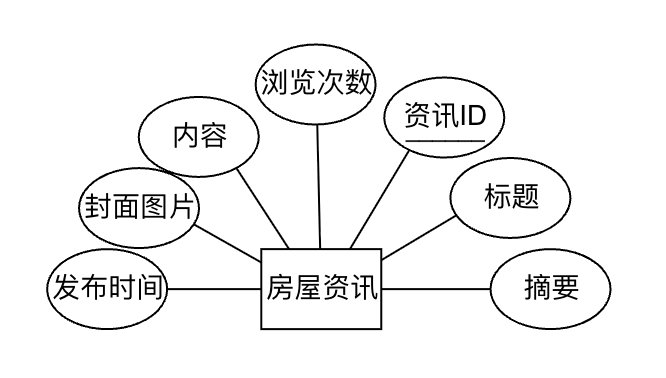 浏览次数
资讯ID
内容
标题
封面图片
发布时间
房屋资讯
摘要